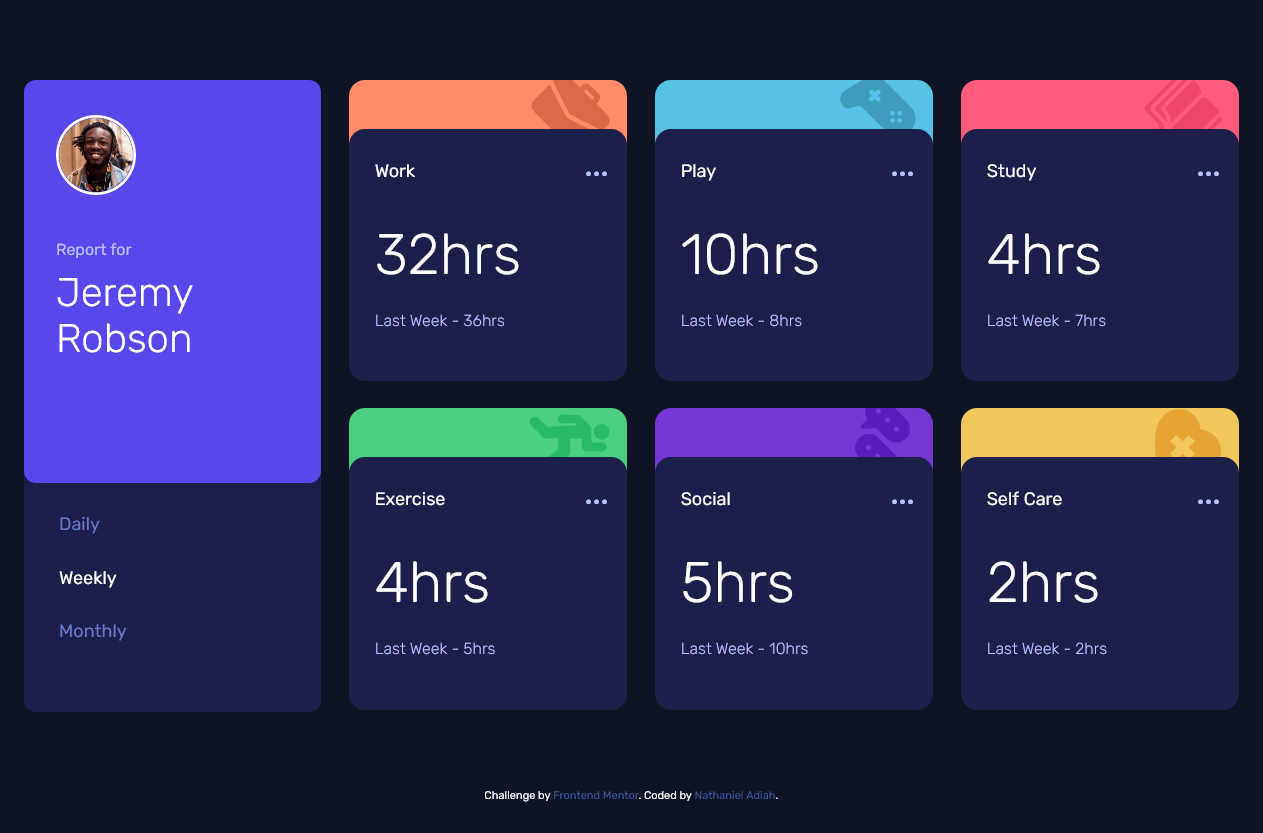 Report for
Jeremy
Robson
Daily
Weekly
Monthly
Work
32hrs
Last Week - 36hrs
Play
10hrs
Last Week - 8hrs
Study
4hrs
Last Week - 7hrs
Exercise
4hrs
Last Week - 5hrs
Social
5hrs
Last Week - 10hrs
Self Care
2hrs
Last Week - 2hrs
Challenge by Frontend Mentor. Coded by Nathaniel Adiah.